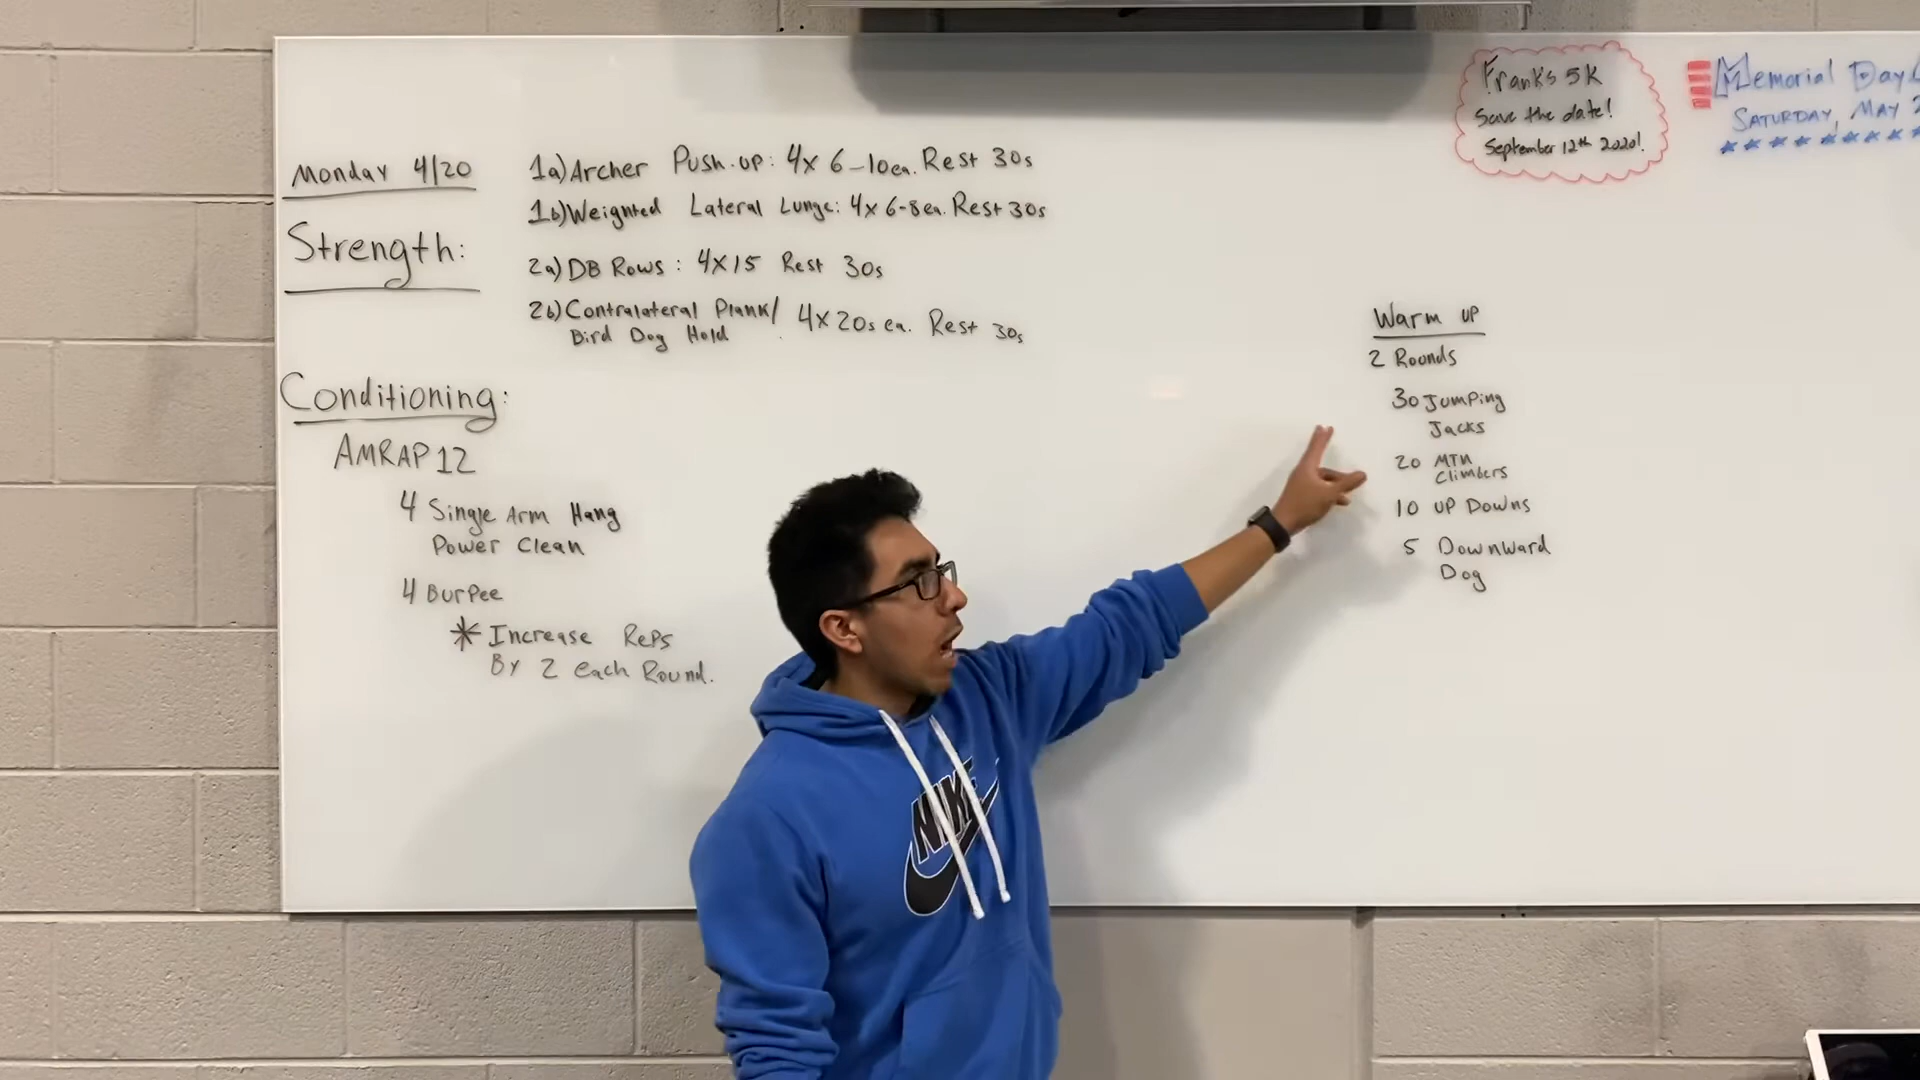 Monday 4/20
Strength:
1a) Archer Push-up: 4x 6-10ea. Rest 30s
1b) Weighted Lateral Lunge: 4x 6-8ea. Rest 30s
2a) DB Rows: 4x15 Rest 30s
2b) Contralateral Plank/ 4x20s ea. Rest 30s
Bird Dog Hold
Conditioning:
AMRAP 12
4 Single Arm Hang
Power Clean
4 Burpee
* Increase Reps
By 2 each Round.
Warm up
2 Rounds
30 Jumping
Jacks
20 MTN
Climbers
10 UP Downs
5 Downward
Dog
Frank's 5K
Save the date!
September 12th 2020!
Memorial Day
Saturday, May
NIKE